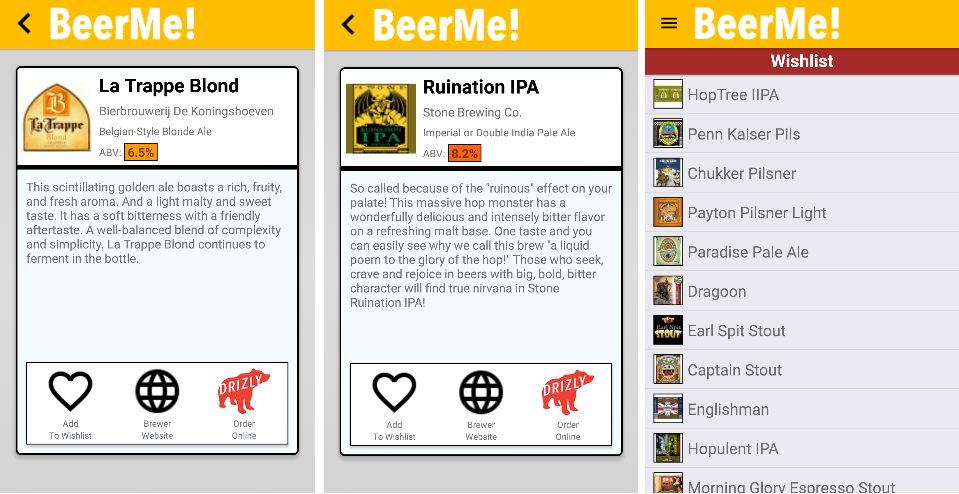 BeerMe!
La Trappe Blond
Bierbrouwerij De Koningshoeven
Belgian-Style Blonde Ale
ABV: 6.5%
B
LaTrappe
Blond
This scintillating golden ale boasts a rich, fruity,
and fresh aroma. And a light malty and sweet
taste. It has a soft bitterness with a friendly
aftertaste. A well-balanced blend of complexity
and simplicity. La Trappe Blond continues to
ferment in the bottle.
Add
To Wishlist
Brewer
Website
DRIZLY
Order
Online
BeerMe!
Ruination IPA
Stone Brewing Co.
Imperial or Double India Pale Ale
ABV: 8.2%
STONE
RUINATION
IPA
So called because of the "ruinous" effect on your
palate! This massive hop monster has a
wonderfully delicious and intensely bitter flavor
on a refreshing malt base. One taste and you
can easily see why we call this brew "a liquid
poem to the glory of the hop!" Those who seek,
crave and rejoice in beers with big, bold, bitter
character will find true nirvana in Stone
Ruination IPA!
Add
To Wishlist
Brewer
Website
DRIZLY
Order
Online
BeerMe!
Wishlist
HopTree IIPA
Penn Kaiser Pils
Chukker Pilsner
Payton Pilsner Light
Paradise Pale Ale
Dragoon
Earl Spit
STOUT
Earl Spit Stout
Captain Stout
Englishman
Hopulent IPA
Morning Glory Espresso Stout